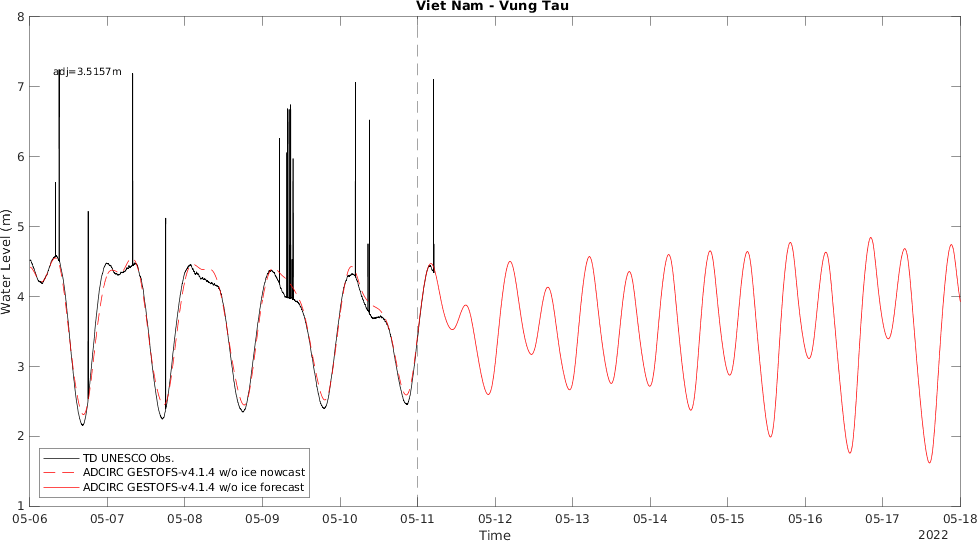 Viet Nam - Vung Tau
8
adj=3.5157m
7
6
5
4
3
2
1
Water Level (m)
TD UNESCO Obs.
ADCIRC GESTOFS-v4.1.4 w/o ice nowcast
ADCIRC GESTOFS-v4.1.4 w/o ice forecast
05-06 05-07 05-08 05-09 05-10 05-11 05-12 05-13 05-14 05-15 05-16 05-17 05-18
Time
2022